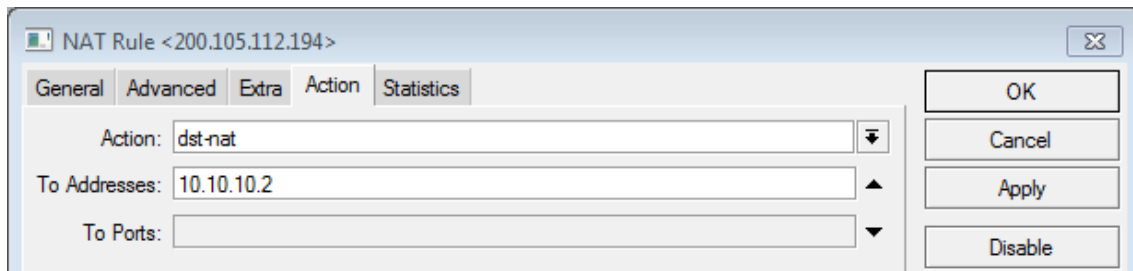 NAT Rule <200.105.112.194>
General Advanced Extra Action Statistics
OK
Action: dst-nat
Cancel
To Addresses: 10.10.10.2
Apply
To Ports:
Disable